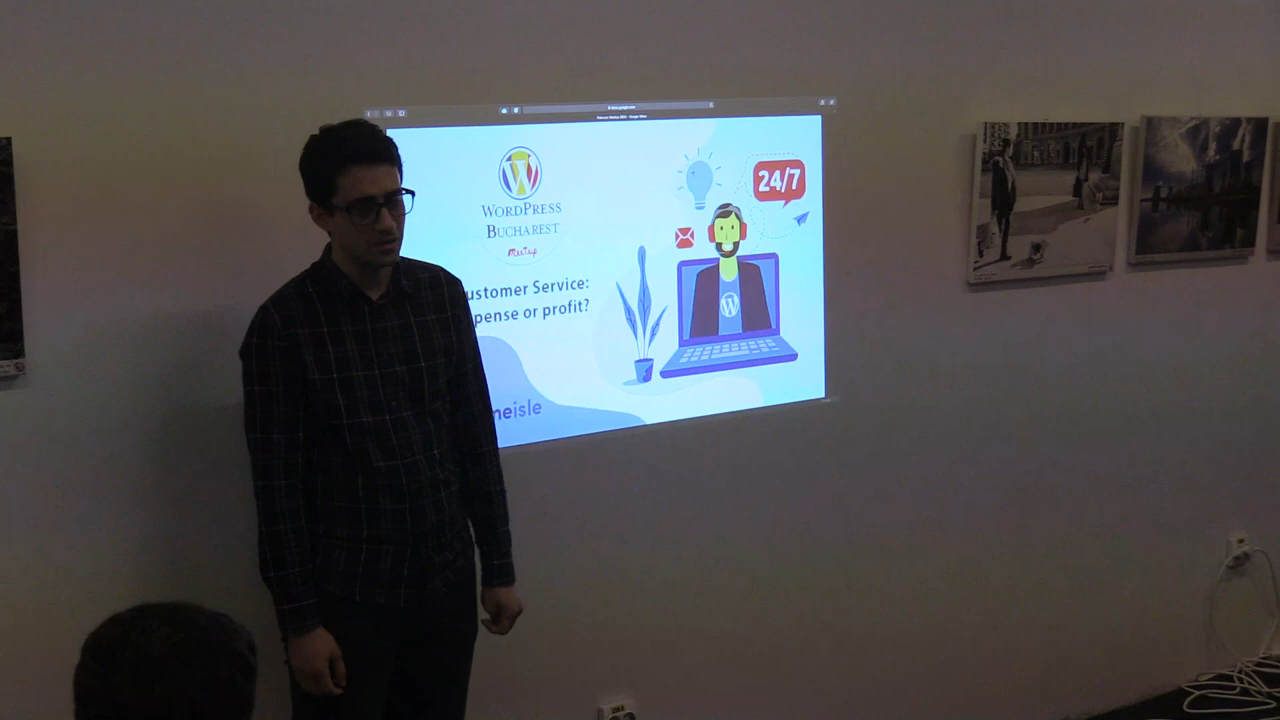 WORDPRESS
BUCHAREST
meetup
24/7
ustomer Service:
pense or profit?
neisle